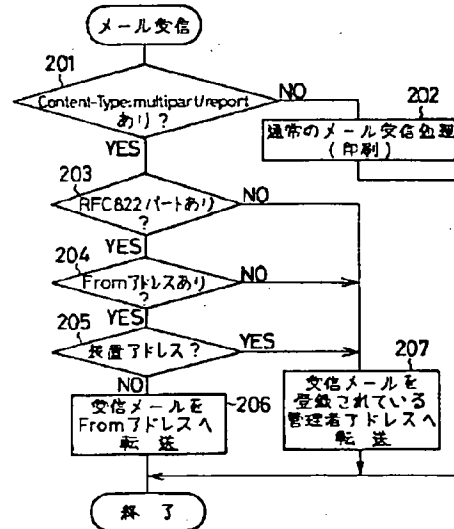 メール受信
201
Content-Type:multipart/report
あり?
NO
202
通常のメール受信処理
(印刷)
YES
203
RFC822パートあり
?
NO
YES
204
Fromアドレスあり
?
NO
YES
205
装置アドレス?
YES
NO
受信メールを
Fromアドレスへ
転送
206
207
受信メールを
登録されている
管理者アドレスへ
転送
終了